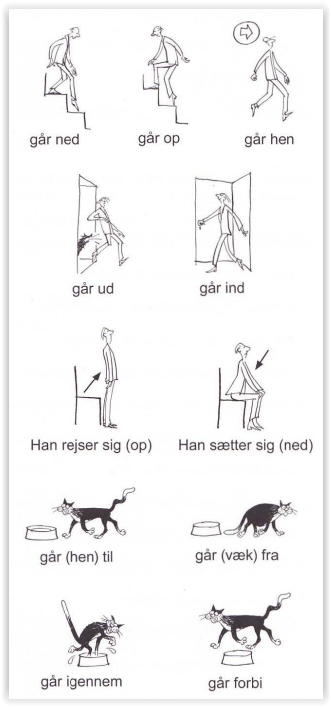 går ned går op går hen
går ud går ind
Han rejser sig (op) Han sætter sig (ned)
går (hen) til går (væk) fra
går igennem går forbi